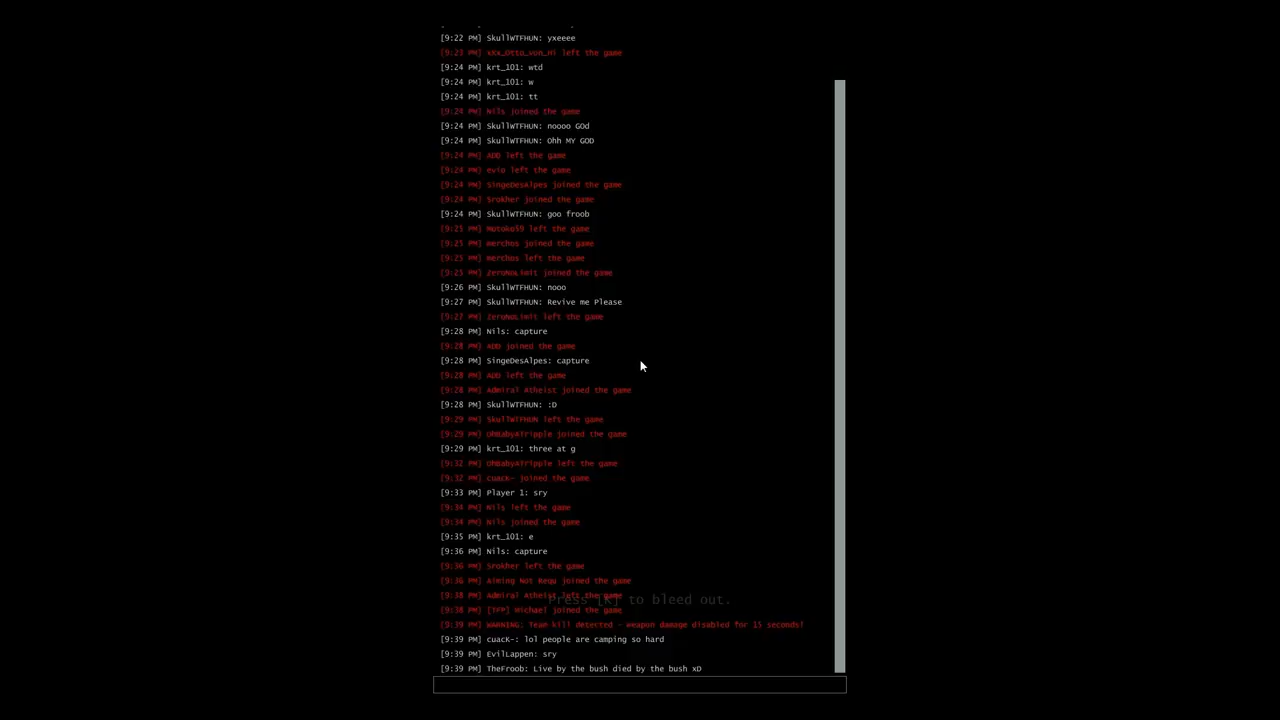 [9:22 PM] SkullWTFHUN: yxeeee
[9:23 PM] xXx_Otto_von_Hi left the game
[9:24 PM] krt_101: wtd
[9:24 PM] krt_101: w
[9:24 PM] krt_101: tt
[9:24 PM] Nils joined the game
[9:24 PM] SkullWTFHUN: noooo GOd
[9:24 PM] SkullWTFHUN: Ohh MY GOD
[9:24 PM] ADD left the game
[9:24 PM] evio left the game
[9:24 PM] SingeDesAlpes joined the game
[9:24 PM] Srokher joined the game
[9:24 PM] SkullWTFHUN: goo froob
[9:25 PM] Motoko59 left the game
[9:25 PM] merchos joined the game
[9:25 PM] merchos left the game
[9:25 PM] ZeroNoLimit joined the game
[9:26 PM] SkullWTFHUN: nooo
[9:27 PM] SkullWTFHUN: Revive me Please
[9:27 PM] ZeroNoLimit left the game
[9:28 PM] Nils: capture
[9:28 PM] ADD joined the game
[9:28 PM] SingeDesAlpes: capture
[9:28 PM] ADD left the game
[9:28 PM] Admiral Atheist joined the game
[9:28 PM] SkullWTFHUN: :D
[9:29 PM] SkullWTFHUN left the game
[9:29 PM] OhBabyATripple joined the game
[9:29 PM] krt_101: three at g
[9:32 PM] OhBabyATripple left the game
[9:32 PM] cuacK~ joined the game
[9:33 PM] Player 1: sry
[9:34 PM] Nils left the game
[9:34 PM] Nils joined the game
[9:35 PM] krt_101: e
[9:36 PM] Nils: capture
[9:36 PM] Srokher left the game
[9:36 PM] Aiming Not Regu joined the game
[9:38 PM] Admiral Atheist left the game
Press [K] to bleed out.
[9:38 PM] [TFP] Michael joined the game
[9:39 PM] WARNING: Team-kill detected - weapon damage disabled for 15 seconds!
[9:39 PM] cuacK~: lol people are camping so hard
[9:39 PM] EvilLappen: sry
[9:39 PM] TheFroob: Live by the bush died by the bush xD